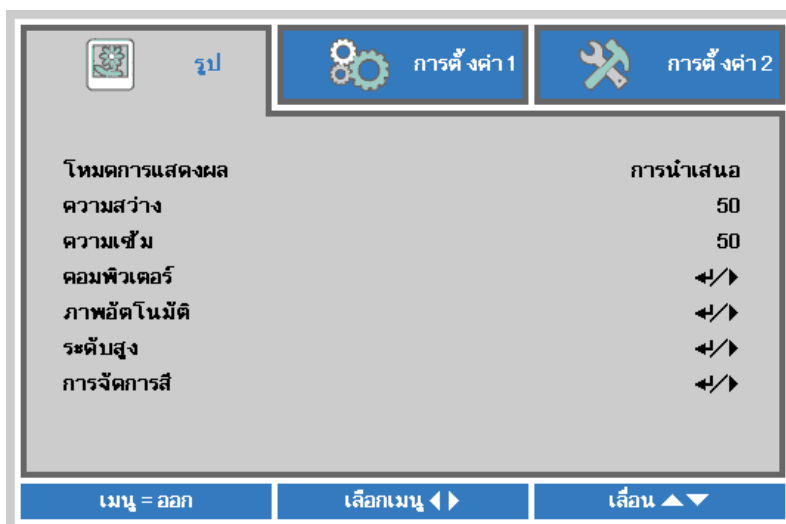 รูป การตั้งค่า 1 การตั้งค่า 2
โหมดการแสดงผล การนำเสนอ
ความสว่าง 50
ความเข้ม 50
คอมพิวเตอร์ ↵/▶
ภาพอัตโนมัติ ↵/▶
ระดับสูง ↵/▶
การจัดการสี ↵/▶
เมนู = ออก เลือกเมนู ◀▶ เลื่อน ▲▼